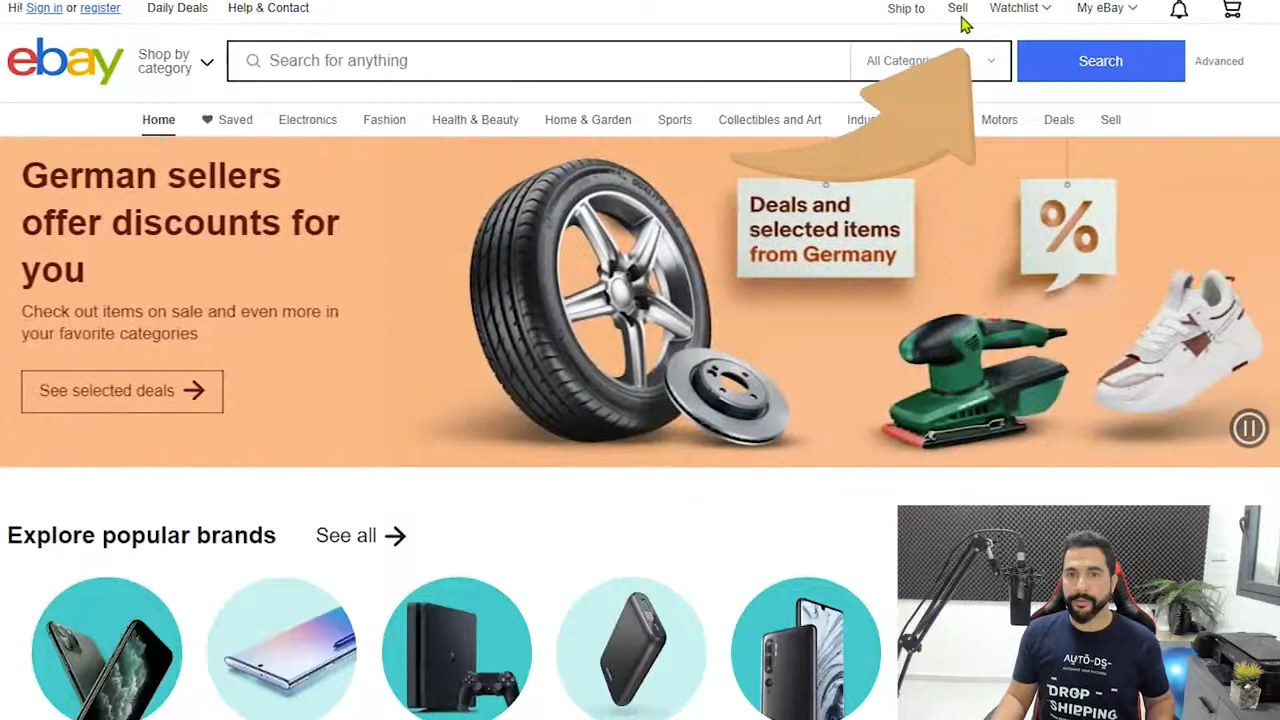 Hi! Sign in or register
Daily Deals
Help & Contact
Ship to
Sell
Watchlist
My eBay
ebay
Shop by
category
Search for anything
All Categ
Search
Advanced
Home
Saved
Electronics
Fashion
Health & Beauty
Home & Garden
Sports
Collectibles and Art
Indu
Motors
Deals
Sell
German sellers
offer discounts for
you
Check out items on sale and even more in
your favorite categories
See selected deals
Deals and
selected items
from Germany
%
Explore popular brands
See all
AUTO-DS-
DROP
SHIPPING